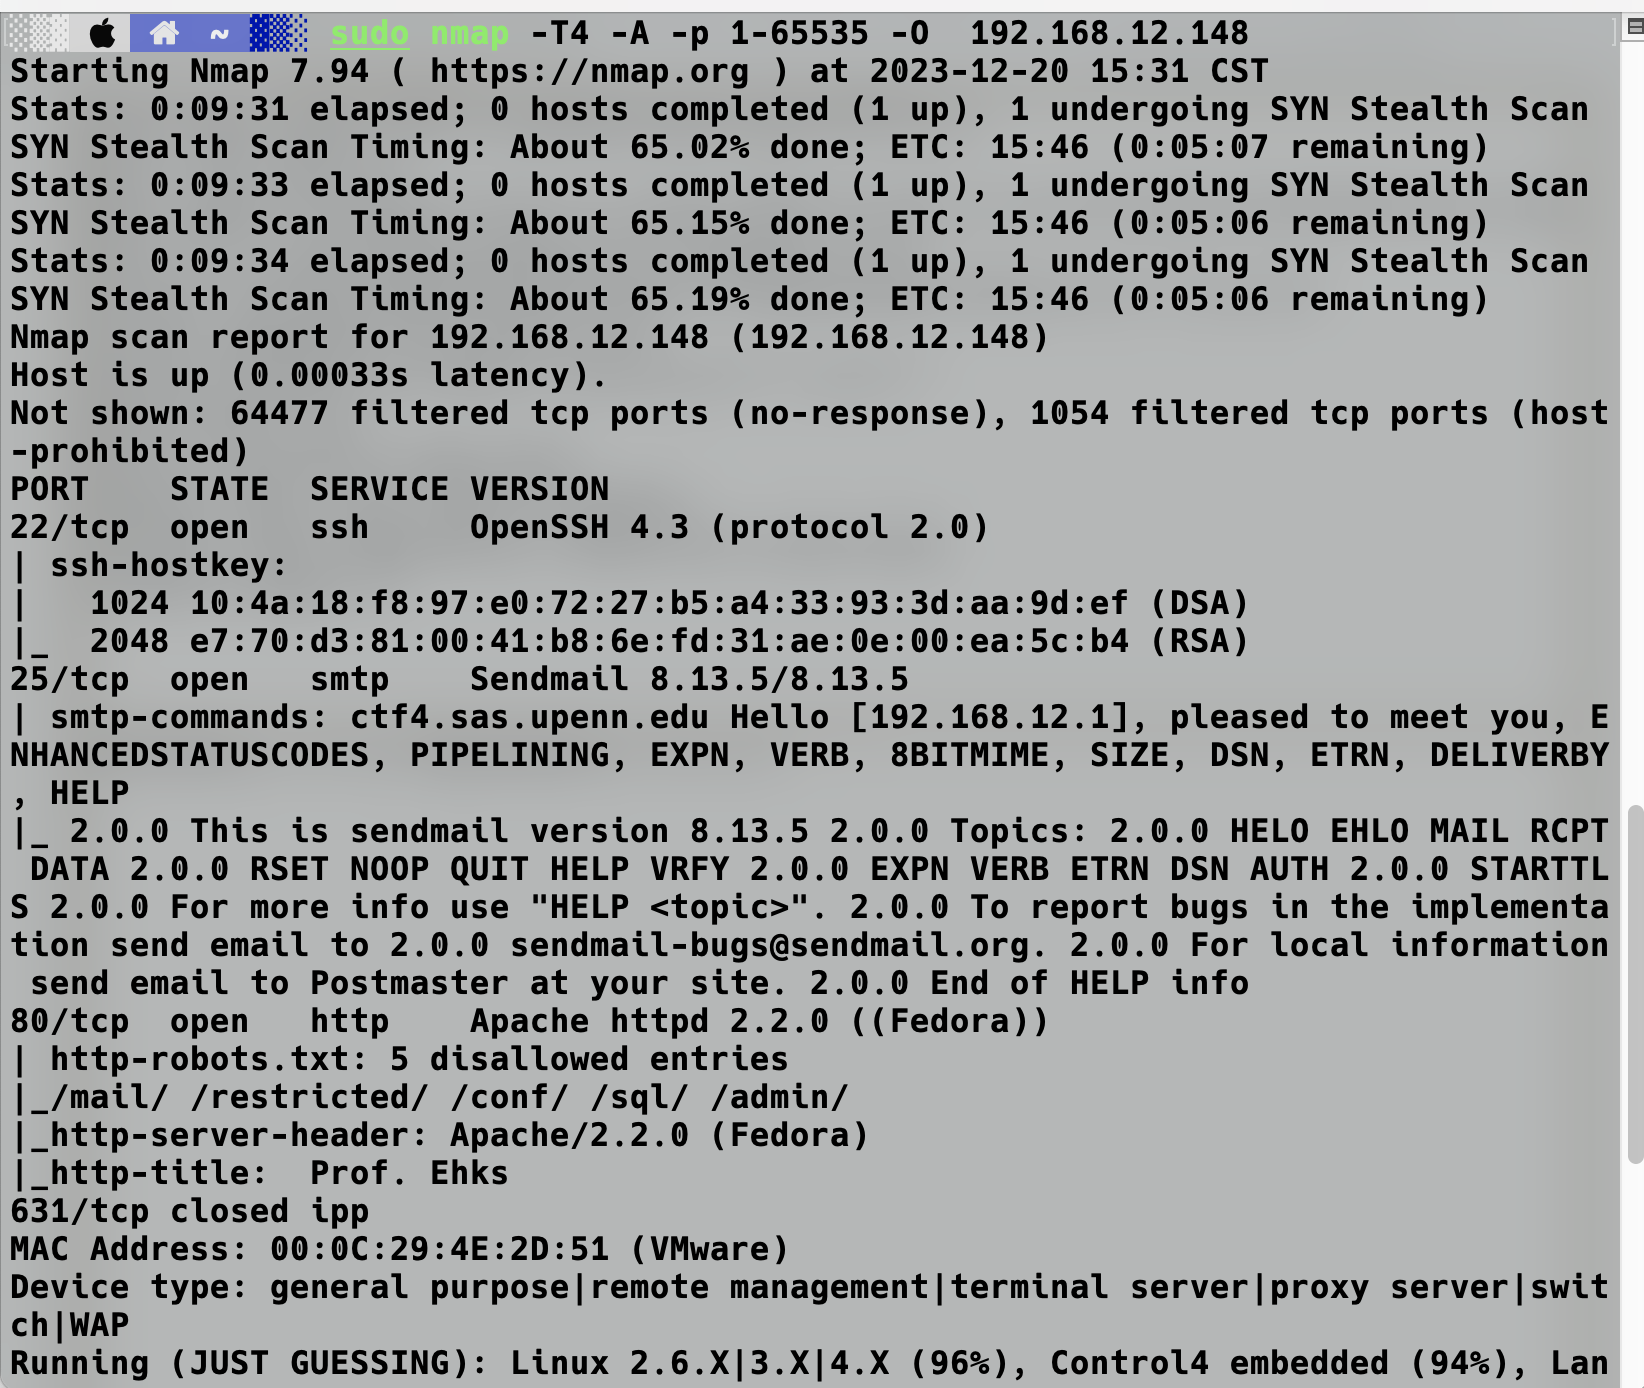 ~ sudo nmap -T4 -A -p 1-65535 -O  192.168.12.148
Starting Nmap 7.94 ( https://nmap.org ) at 2023-12-20 15:31 CST
Stats: 0:09:31 elapsed; 0 hosts completed (1 up), 1 undergoing SYN Stealth Scan
SYN Stealth Scan Timing: About 65.02% done; ETC: 15:46 (0:05:07 remaining)
Stats: 0:09:33 elapsed; 0 hosts completed (1 up), 1 undergoing SYN Stealth Scan
SYN Stealth Scan Timing: About 65.15% done; ETC: 15:46 (0:05:06 remaining)
Stats: 0:09:34 elapsed; 0 hosts completed (1 up), 1 undergoing SYN Stealth Scan
SYN Stealth Scan Timing: About 65.19% done; ETC: 15:46 (0:05:06 remaining)
Nmap scan report for 192.168.12.148 (192.168.12.148)
Host is up (0.00033s latency).
Not shown: 64477 filtered tcp ports (no-response), 1054 filtered tcp ports (host
-prohibited)
PORT    STATE  SERVICE VERSION
22/tcp  open   ssh     OpenSSH 4.3 (protocol 2.0)
| ssh-hostkey:
|   1024 10:4a:18:f8:97:e0:72:27:b5:a4:33:93:3d:aa:9d:ef (DSA)
|_  2048 e7:70:d3:81:00:41:b8:6e:fd:31:ae:0e:00:ea:5c:b4 (RSA)
25/tcp  open   smtp    Sendmail 8.13.5/8.13.5
| smtp-commands: ctf4.sas.upenn.edu Hello [192.168.12.1], pleased to meet you, E
NHANCEDSTATUSCODES, PIPELINING, EXPN, VERB, 8BITMIME, SIZE, DSN, ETRN, DELIVERBY
, HELP
|_ 2.0.0 This is sendmail version 8.13.5 2.0.0 Topics: 2.0.0 HELO EHLO MAIL RCPT
 DATA 2.0.0 RSET NOOP QUIT HELP VRFY 2.0.0 EXPN VERB ETRN DSN AUTH 2.0.0 STARTTL
S 2.0.0 For more info use "HELP <topic>". 2.0.0 To report bugs in the implementa
tion send email to 2.0.0 sendmail-bugs@sendmail.org. 2.0.0 For local information
 send email to Postmaster at your site. 2.0.0 End of HELP info
80/tcp  open   http    Apache httpd 2.2.0 ((Fedora))
| http-robots.txt: 5 disallowed entries
|_/mail/ /restricted/ /conf/ /sql/ /admin/
|_http-server-header: Apache/2.2.0 (Fedora)
|_http-title:  Prof. Ehks
631/tcp closed ipp
MAC Address: 00:0C:29:4E:2D:51 (VMware)
Device type: general purpose|remote management|terminal server|proxy server|swit
ch|WAP
Running (JUST GUESSING): Linux 2.6.X|3.X|4.X (96%), Control4 embedded (94%), Lan